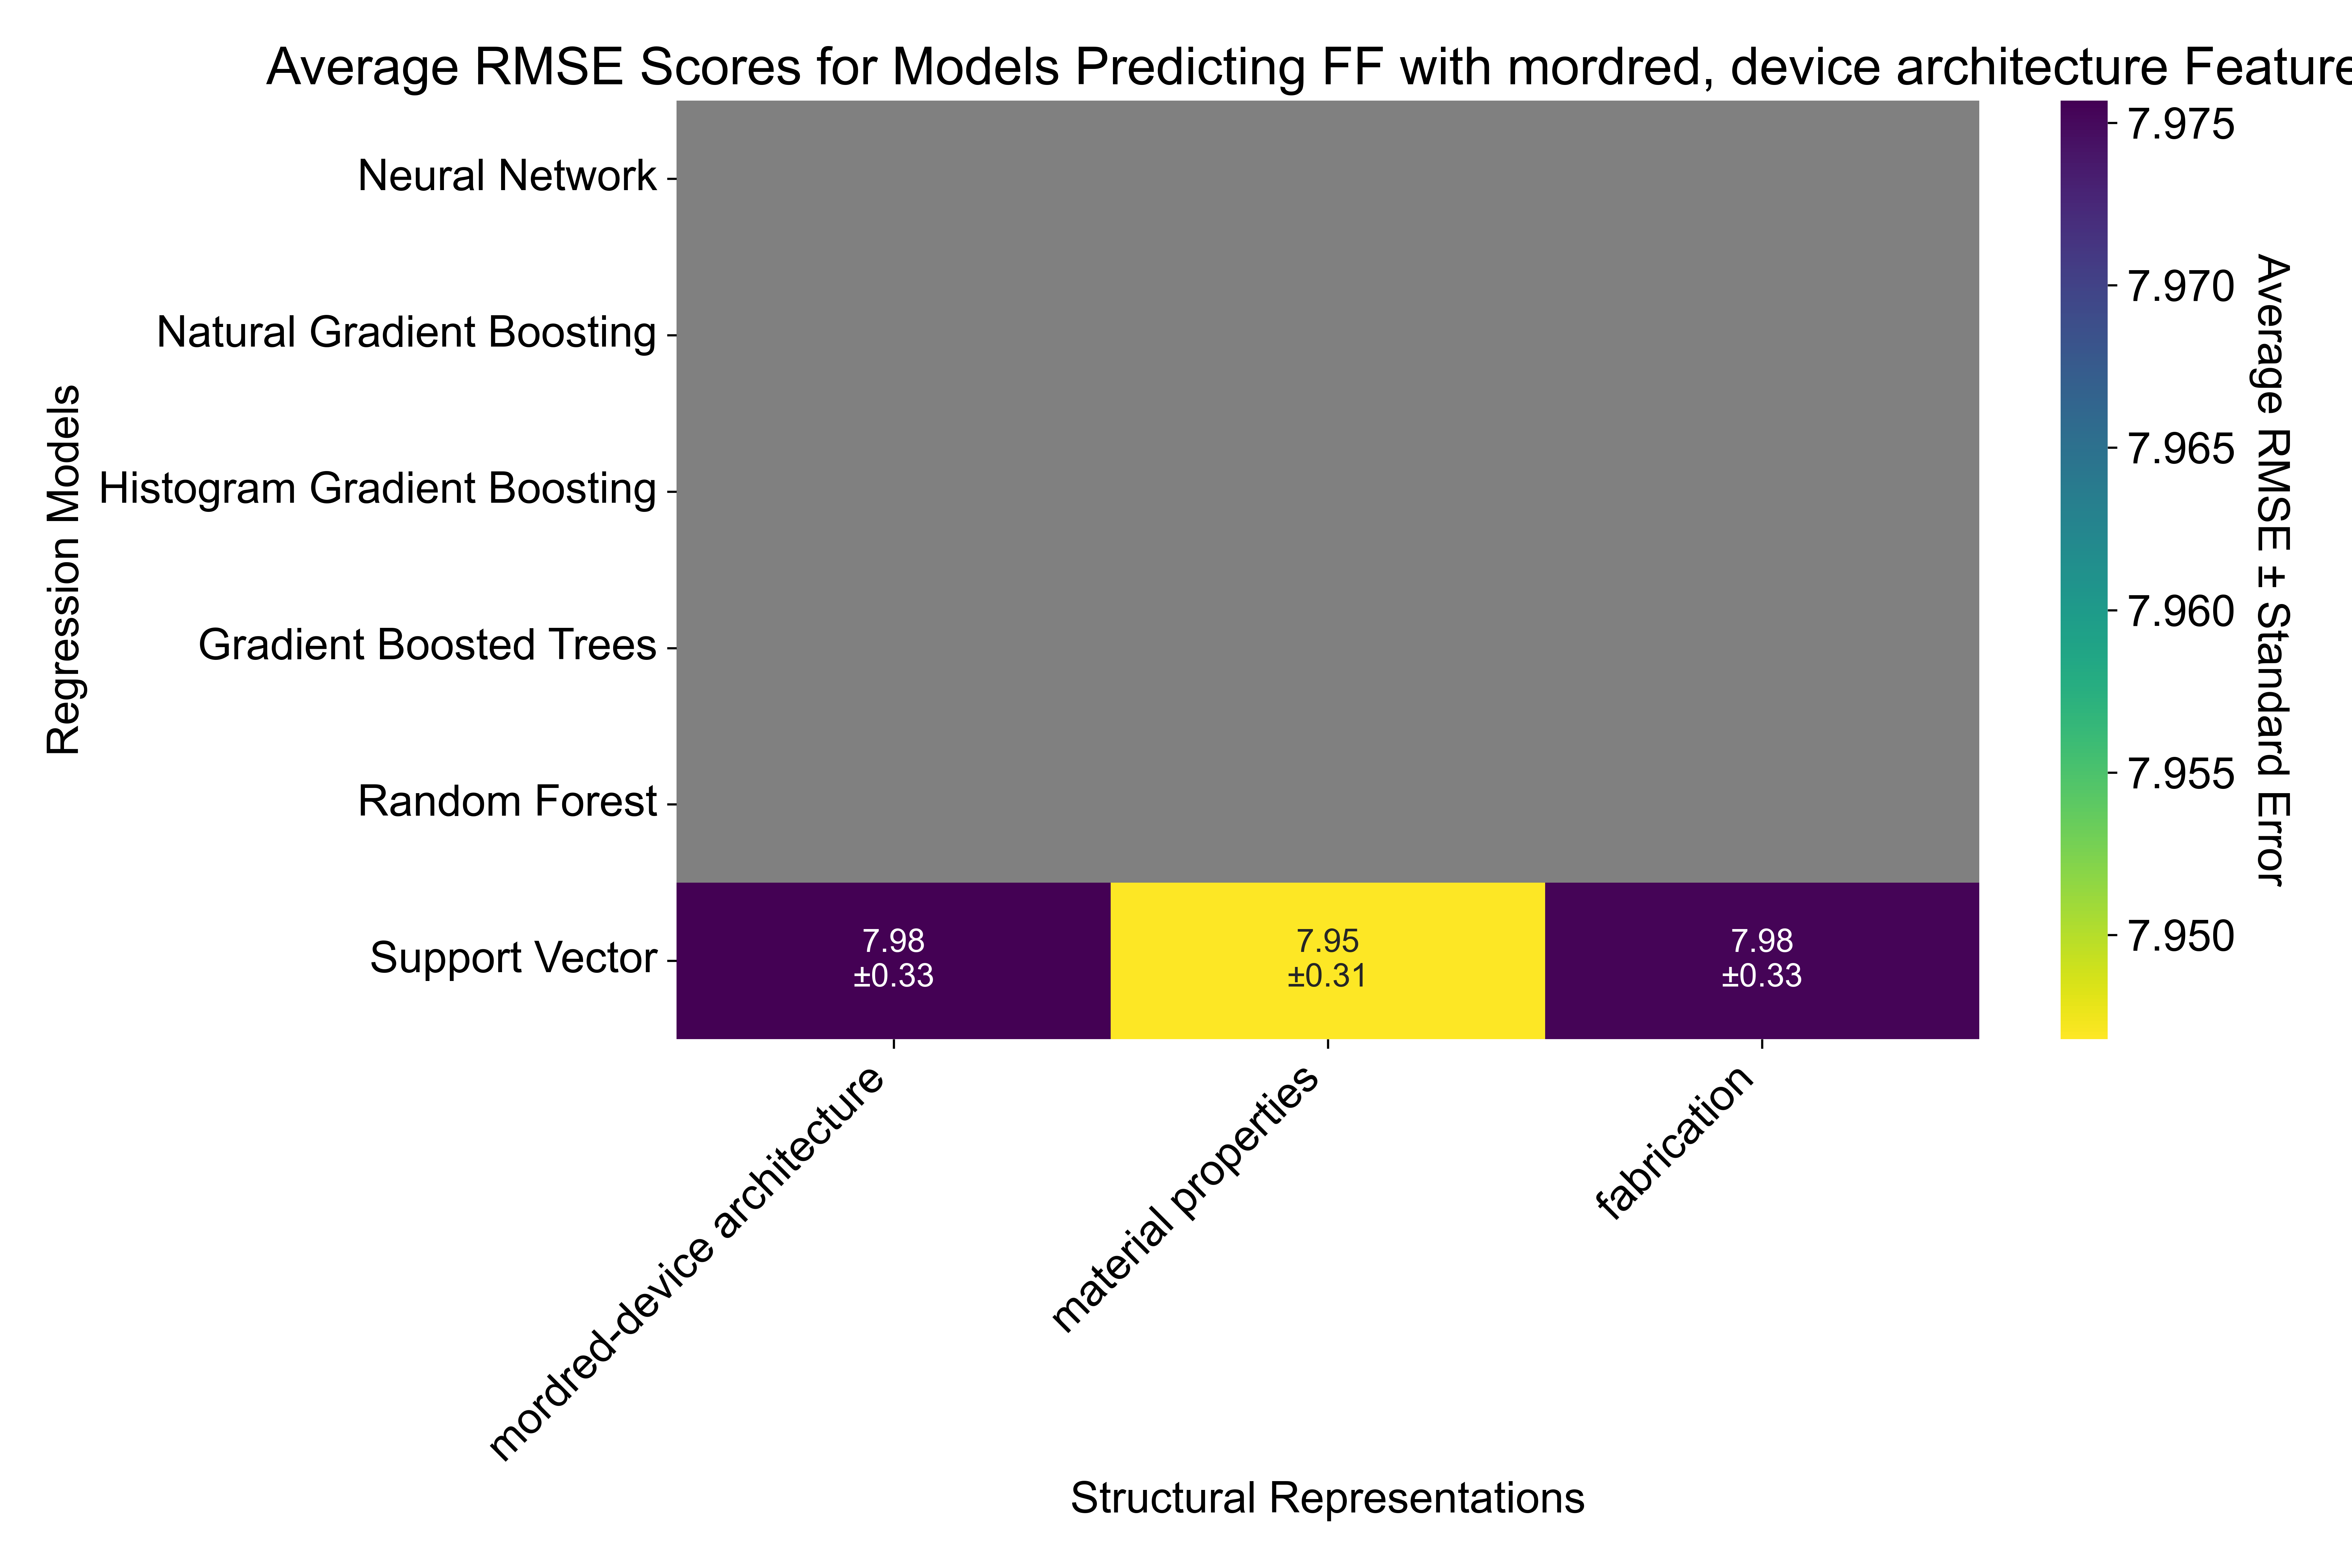 Average RMSE Scores for Models Predicting FF with mordred, device architecture Feature
Regression Models
Neural Network
Natural Gradient Boosting
Histogram Gradient Boosting
Gradient Boosted Trees
Random Forest
Support Vector
7.98
±0.33
7.95
±0.31
7.98
±0.33
mordred-device architecture
material properties
fabrication
Structural Representations
7.975
7.970
7.965
7.960
7.955
7.950
Average RMSE ± Standard Error